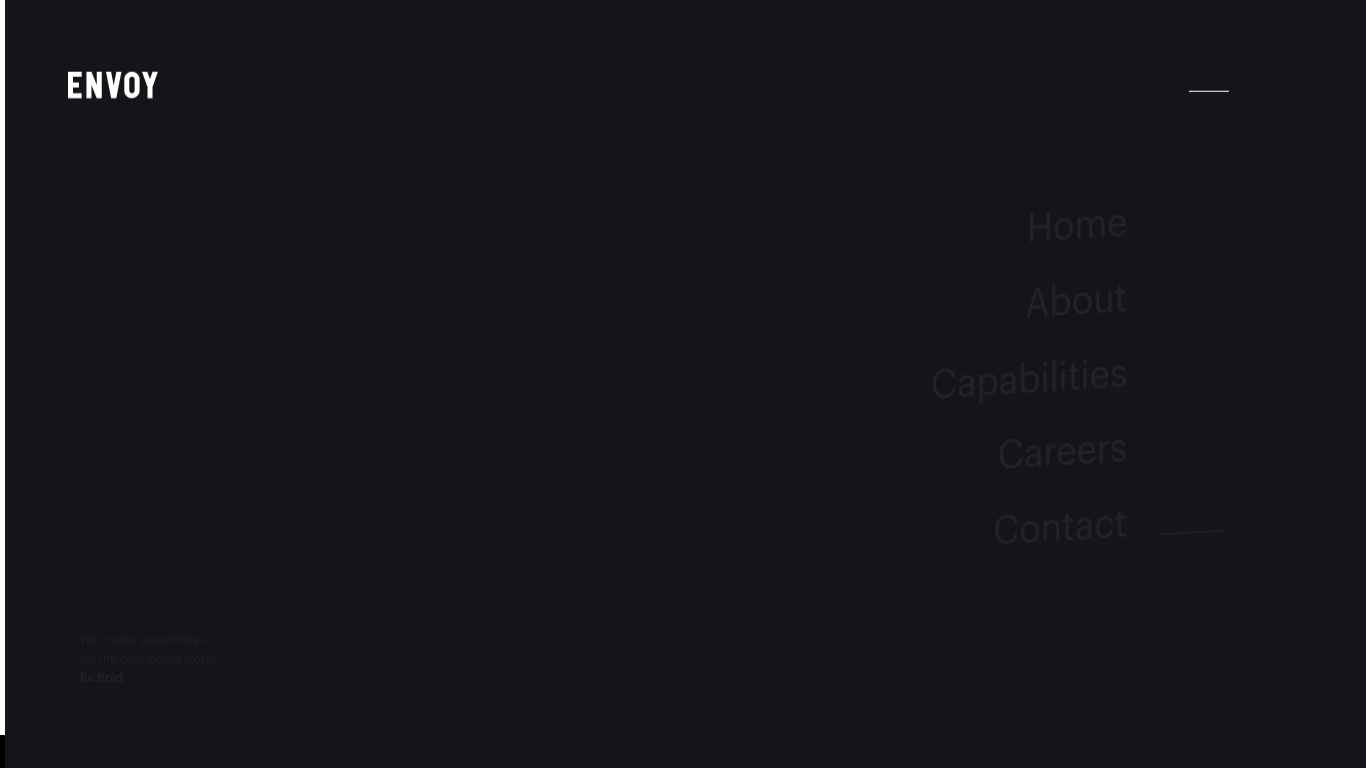 ENVOY
Home
About
Capabilities
Careers
Contact
We create possibilities
for the connected world.
Be Bold.